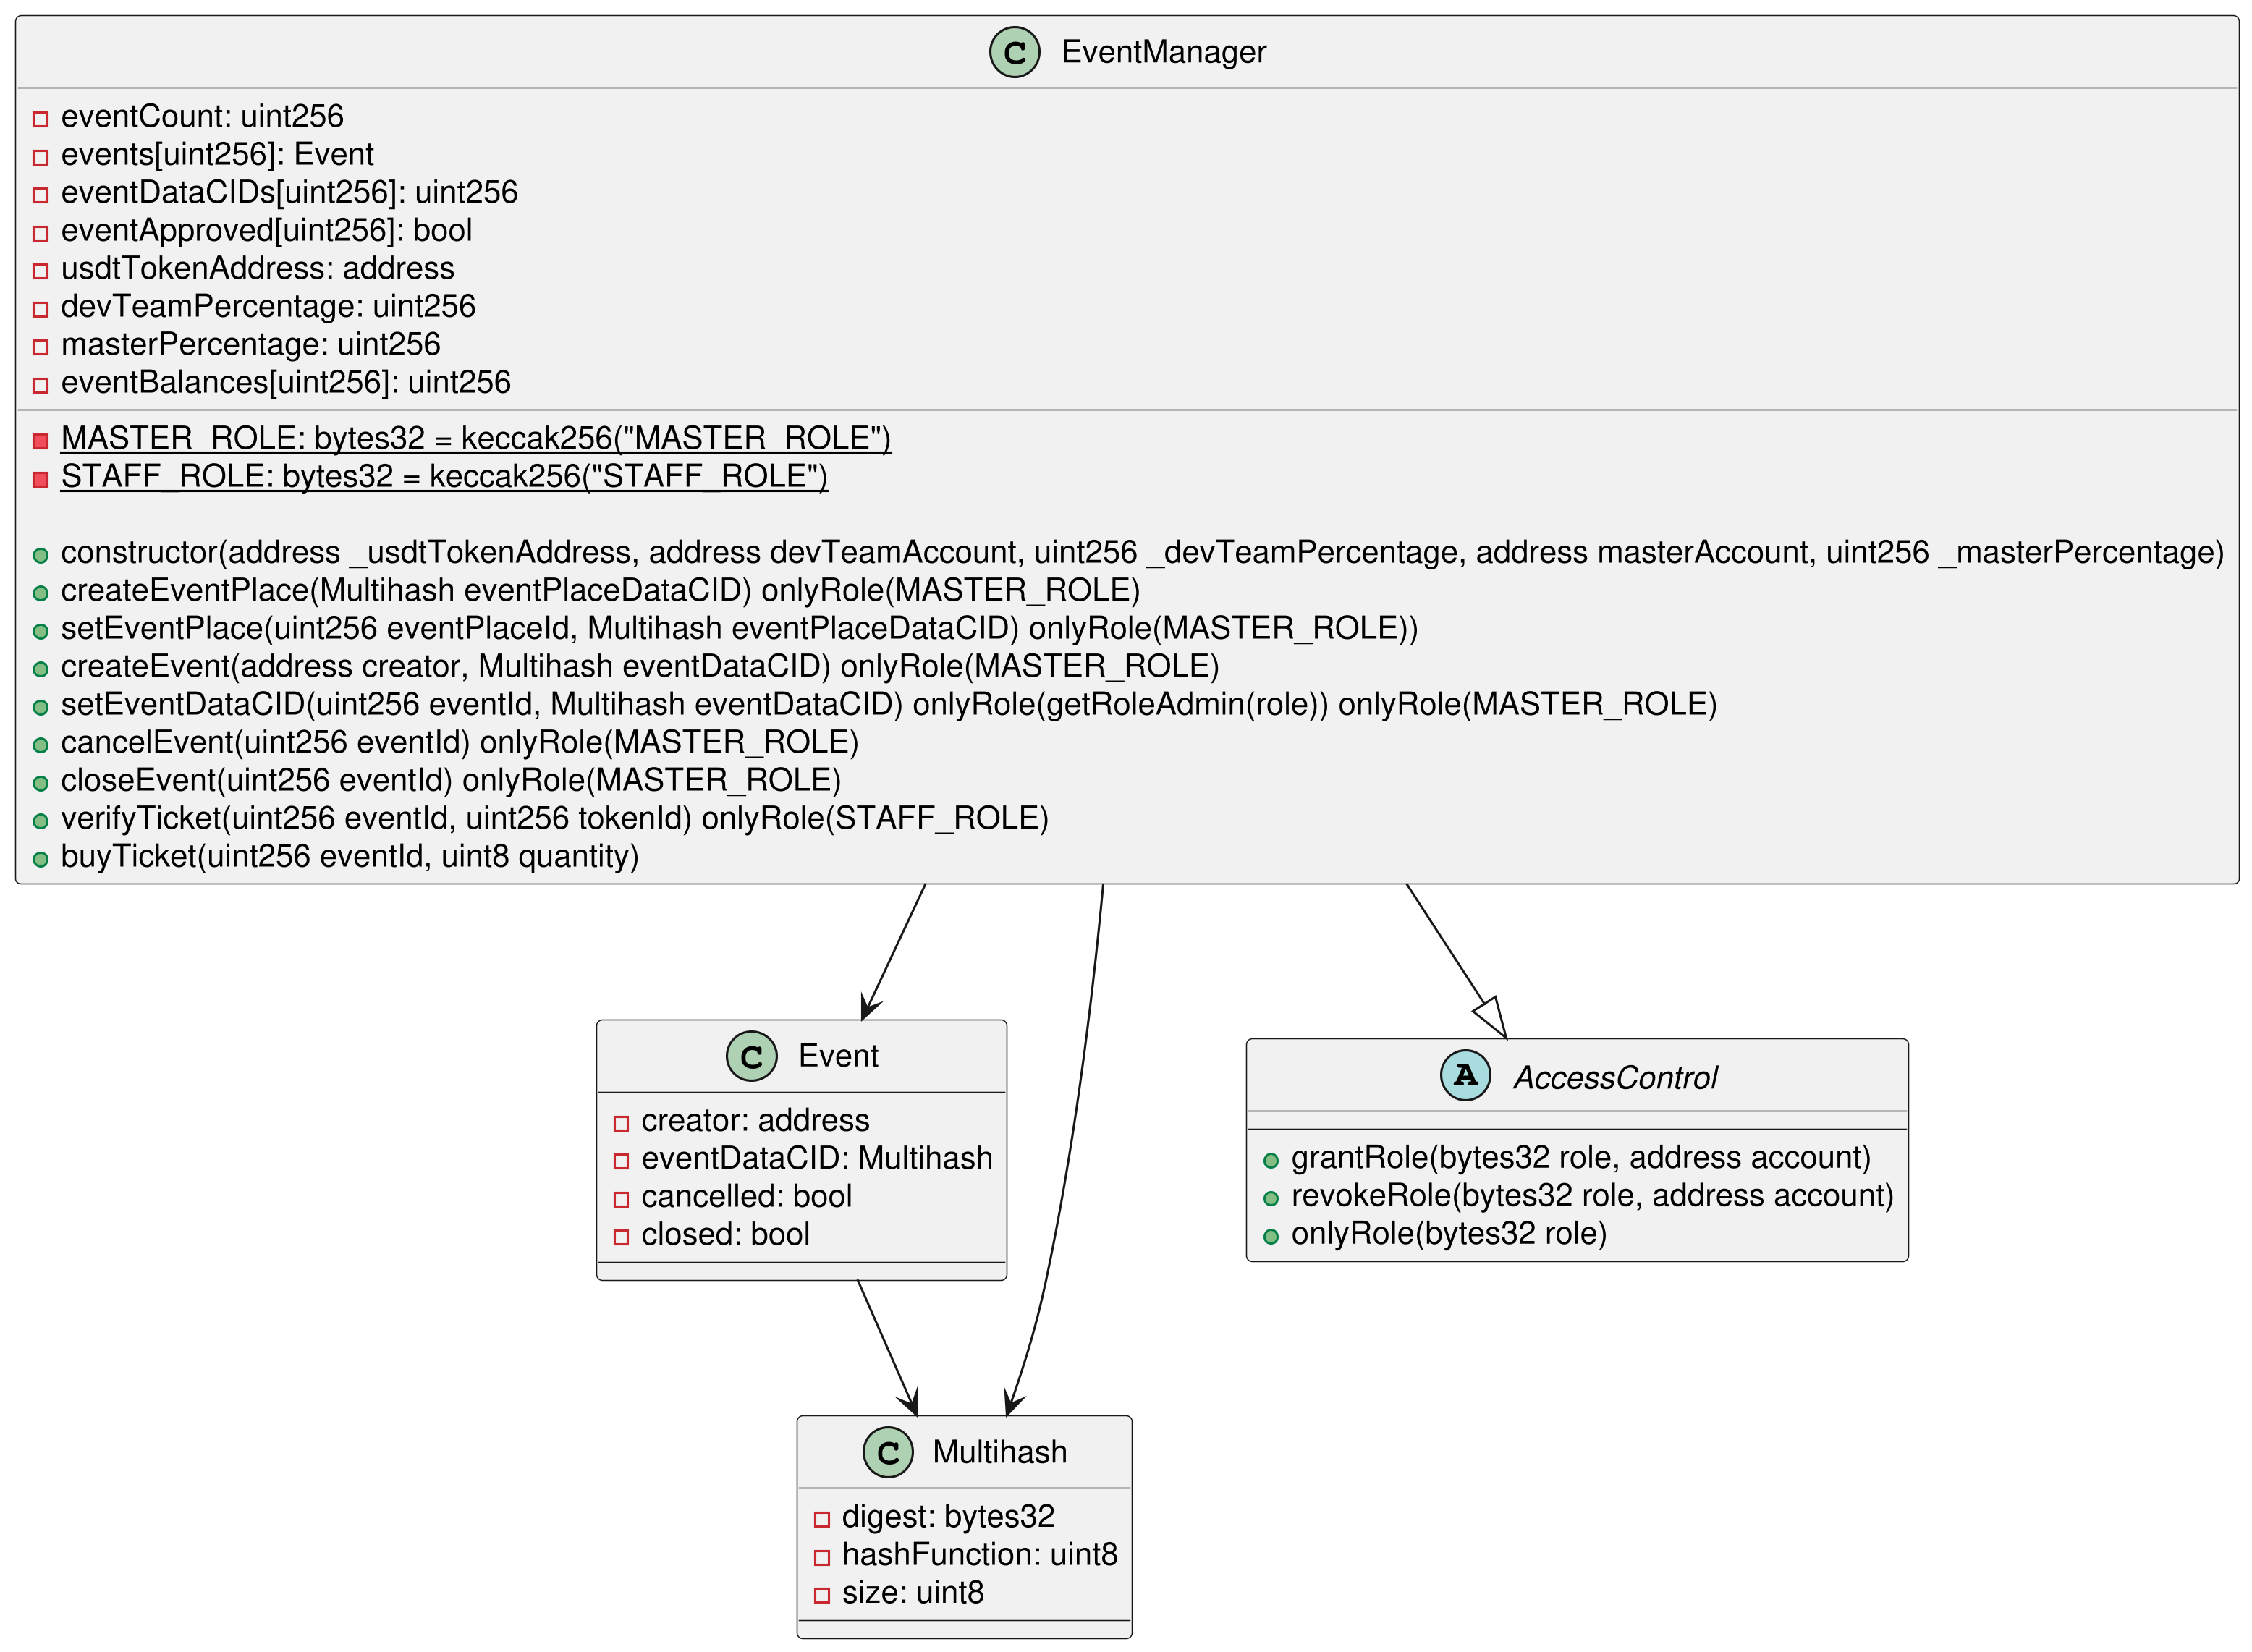 C EventManager
eventCount: uint256
events[uint256]: Event
eventDataCIDs[uint256]: uint256
eventApproved[uint256]: bool
usdtTokenAddress: address
devTeamPercentage: uint256
masterPercentage: uint256
eventBalances[uint256]: uint256
MASTER_ROLE: bytes32 = keccak256("MASTER_ROLE")
STAFF_ROLE: bytes32 = keccak256("STAFF_ROLE")
constructor(address _usdtTokenAddress, address devTeamAccount, uint256 _devTeamPercentage, address masterAccount, uint256 _masterPercentage)
createEventPlace(Multihash eventPlaceDataCID) onlyRole(MASTER_ROLE)
setEventPlace(uint256 eventPlaceId, Multihash eventPlaceDataCID) onlyRole(MASTER_ROLE))
createEvent(address creator, Multihash eventDataCID) onlyRole(MASTER_ROLE)
setEventDataCID(uint256 eventId, Multihash eventDataCID) onlyRole(getRoleAdmin(role)) onlyRole(MASTER_ROLE)
cancelEvent(uint256 eventId) onlyRole(MASTER_ROLE)
closeEvent(uint256 eventId) onlyRole(MASTER_ROLE)
verifyTicket(uint256 eventId, uint256 tokenId) onlyRole(STAFF_ROLE)
buyTicket(uint256 eventId, uint8 quantity)
C Event
creator: address
eventDataCID: Multihash
cancelled: bool
closed: bool
A AccessControl
grantRole(bytes32 role, address account)
revokeRole(bytes32 role, address account)
onlyRole(bytes32 role)
C Multihash
digest: bytes32
hashFunction: uint8
size: uint8